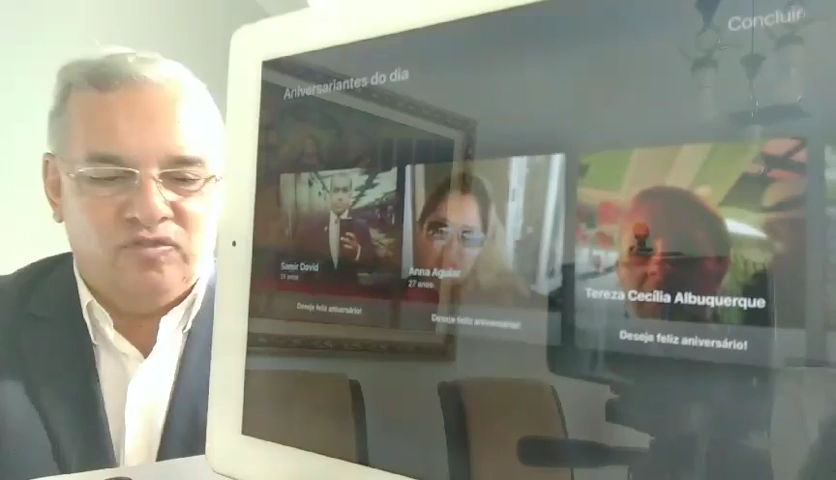 Concluir
Aniversariantes do dia
Samir David
Anna Aguiar
27 anos
Tereza Cecília Albuquerque
Deseje feliz aniversário!
Deseje feliz aniversário!
Deseje feliz aniversário!